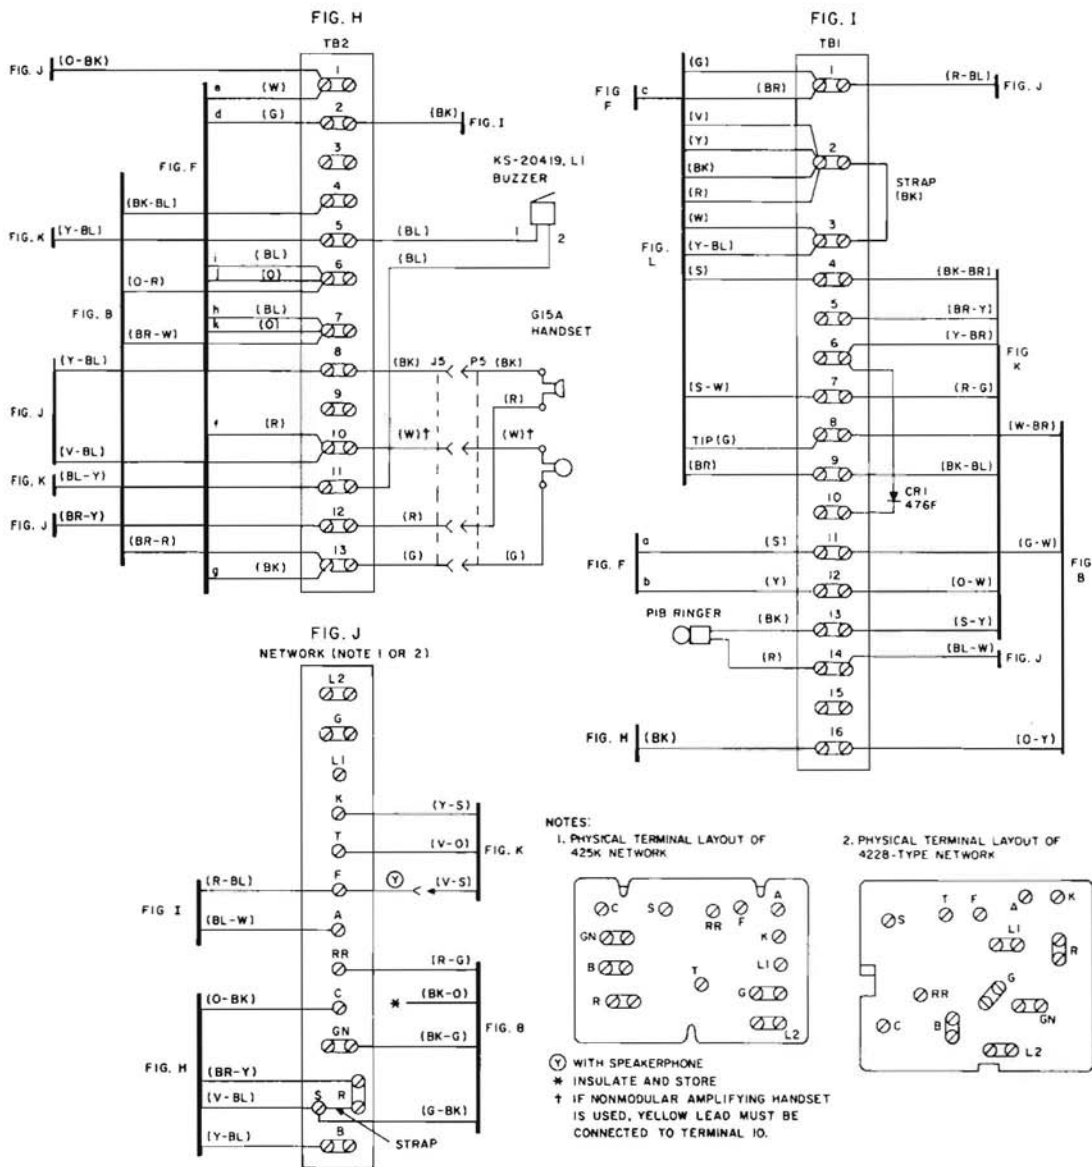 FIG. H
TB2
FIG. J
(O-BK)
1
e
(W)
d
(G)
2
(BK)
FIG. I
3
FIG. F
4
(BK-BL)
KS-20419, L1
BUZZER
FIG. K
(Y-BL)
5
(BL)
1
2
i
(BL)
j
(O)
6
(BL)
(O-R)
h
(BL)
k
(O)
7
FIG. B
(BR-W)
G15A
HANDSET
(Y-BL)
8
(BK)
J5
P5
(BK)
9
(R)
FIG. J
f
(R)
10
(W)†
(W)†
(V-BL)
FIG. K
(BL-Y)
11
FIG. J
(BR-Y)
12
(R)
(BR-R)
13
(G)
(G)
g
(BK)
FIG. I
TB1
(G)
1
(R-BL)
FIG. J
FIG
F
c
(BR)
(V)
(Y)
2
(BK)
STRAP
(BK)
(R)
(W)
3
FIG.
L
(Y-BL)
(S)
4
(BK-BR)
5
(BR-Y)
6
(Y-BR)
FIG
K
(S-W)
7
(R-G)
TIP(G)
8
(W-BR)
(BR)
9
(BK-BL)
10
CR1
476F
FIG. F
a
(S)
11
(G-W)
b
(Y)
12
(O-W)
FIG
B
P1B RINGER
(BK)
13
(S-Y)
(R)
14
(BL-W)
FIG. J
15
FIG. H
(BK)
16
(O-Y)
FIG. J
NETWORK (NOTE 1 OR 2)
L2
G
L1
K
(Y-S)
T
(V-O)
FIG. K
F
(R-BL)
Y
(V-S)
FIG I
A
(BL-W)
RR
(R-G)
C
(O-BK)
* (BK-O)
FIG. B
GN
(BK-G)
FIG. H
(BR-Y)
(V-BL)
S
R
(G-BK)
STRAP
(Y-BL)
B
NOTES:
1. PHYSICAL TERMINAL LAYOUT OF
425K NETWORK
C
S
RR
F
A
GN
K
B
T
L1
R
G
L2
2. PHYSICAL TERMINAL LAYOUT OF
4228-TYPE NETWORK
S
T
F
A
K
L1
R
RR
G
C
B
GN
L2
Ⓨ WITH SPEAKERPHONE
* INSULATE AND STORE
† IF NONMODULAR AMPLIFYING HANDSET
IS USED, YELLOW LEAD MUST BE
CONNECTED TO TERMINAL 10.